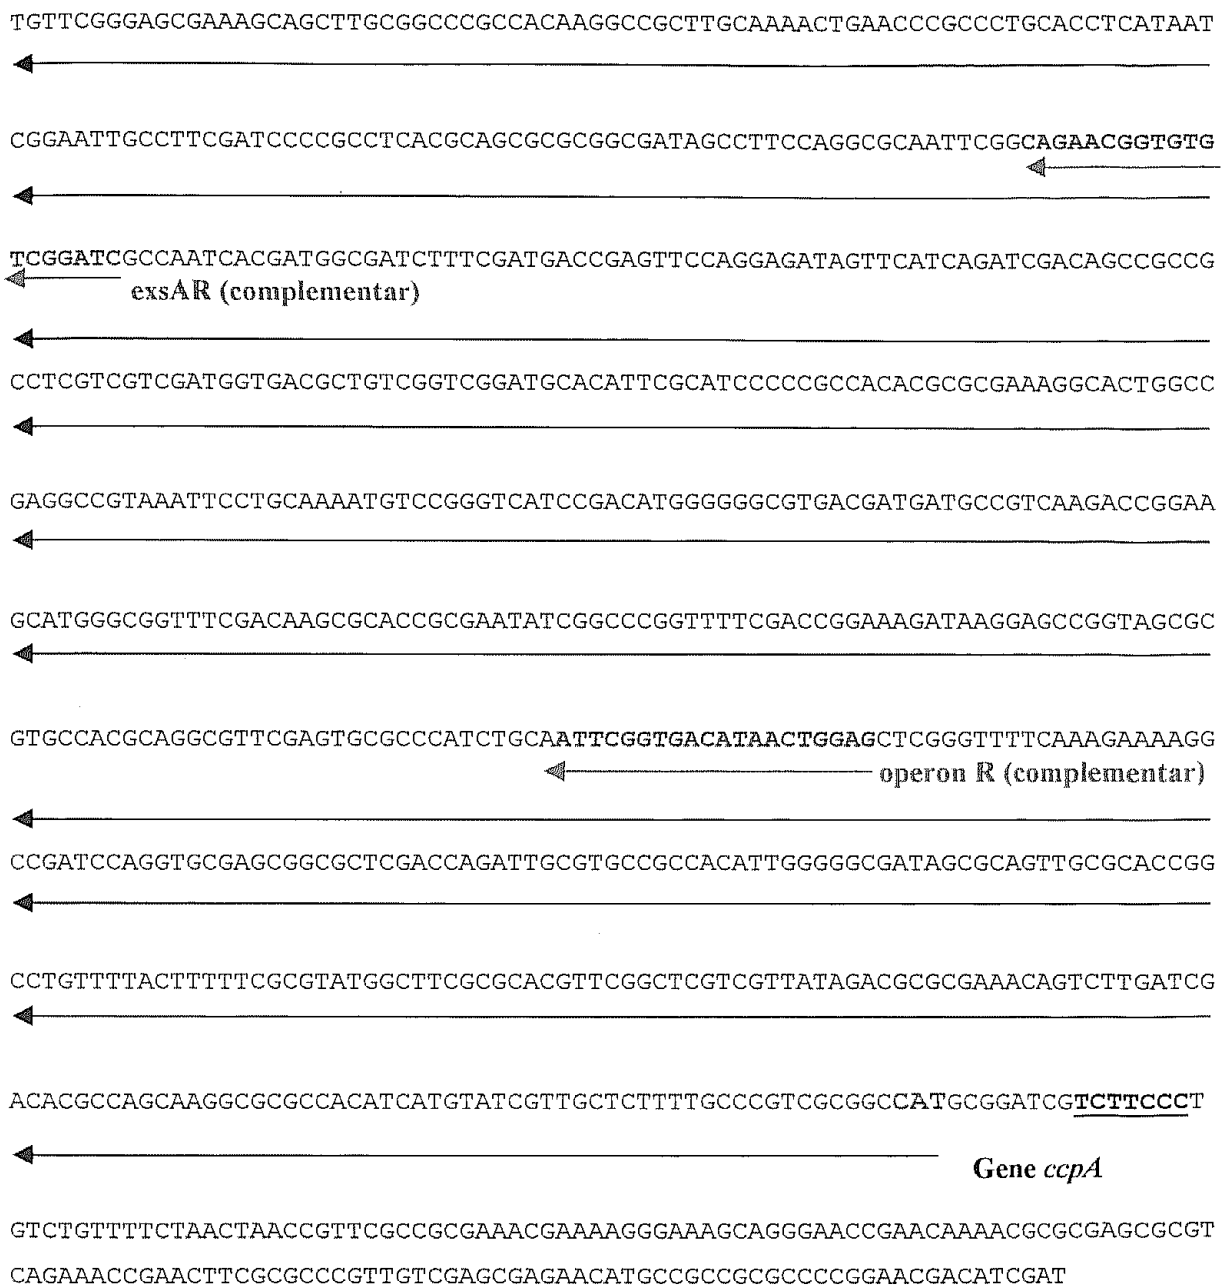 TGTTCGGGAGCGAAAGCAGCTTGCGGCCCGCCACAAGGCCGCTTGCAAAACTGAACCCGCCCTGCACCTCATAAT
CGGAATTGCCTTCGATCCCCGCCTCACGCAGCGCGCGGCGATAGCCTTCCAGGCGCAATTCGGCAGAACGGTGTG
TCGGATCGCCAATCACGATGGCGATCTTTCGATGACCGAGTTCCAGGAGATAGTTCATCAGATCGACAGCCGCCG
exsAR (complementar)
CCTCGTCGTCGATGGTGACGCTGTCGGTCGGATGCACATTCGCATCCCCCGCCACACGCGCGAAAGGCACTGGCC
GAGGCCGTAAATTCCTGCAAAATGTCCGGGTCATCCGACATGGGGGGCGTGACGATGATGCCGTCAAGACCGGAA
GCATGGGCGGTTTCGACAAGCGCACCGCGAATATCGGCCCGGTTTTCGACCGGAAAGATAAGGAGCCGGTAGCGC
GTGCCACGCAGGCGTTCGAGTGCGCCCATCTGCAATTCGGTGACATAACTGGAGCTCGGGTTTTCAAAGAAAAGG
operon R (complementar)
CCGATCCAGGTGCGAGCGGCGCTCGACCAGATTGCGTGCCGCCACATTGGGGGCGATAGCGCAGTTGCGCACCGG
CCTGTTTTACTTTTTCGCGTATGGCTTCGCGCACGTTCGGCTCGTCGTTATAGACGCGCGAAACAGTCTTGATCG
ACACGCCAGCAAGGCGCGCCACATCATGTATCGTTGCTCTTTTGCCCGTCGCGGCCATGCGGATCGTCTTCCCT
Gene ccpA
GTCTGTTTTCTAACTAACCGTTCGCCGCGAAACGAAAAGGGAAAGCAGGGAACCGAACAAAACGCGCGAGCGCGT
CAGAAACCGAACTTCGCGCCCGTTGTCGAGCGAGAACATGCCGCCGCGCCCCGGAACGACATCGAT